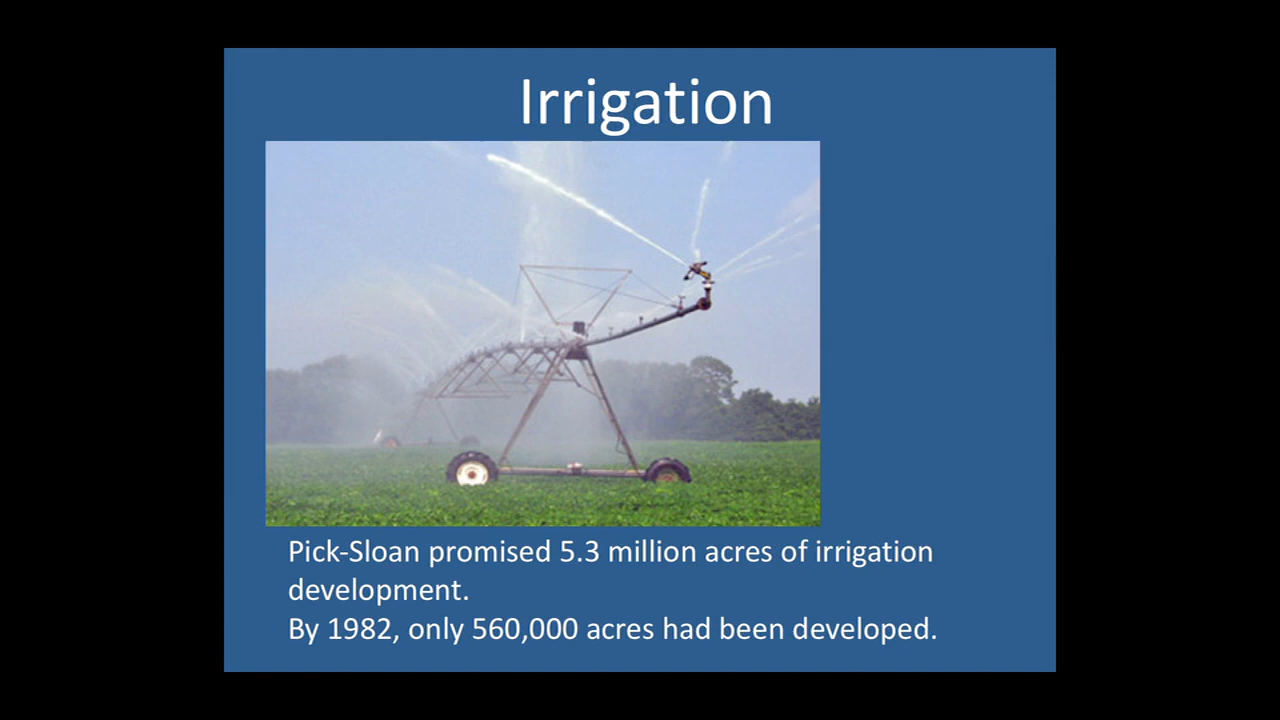 Irrigation
Pick-Sloan promised 5.3 million acres of irrigation
development.
By 1982, only 560,000 acres had been developed.